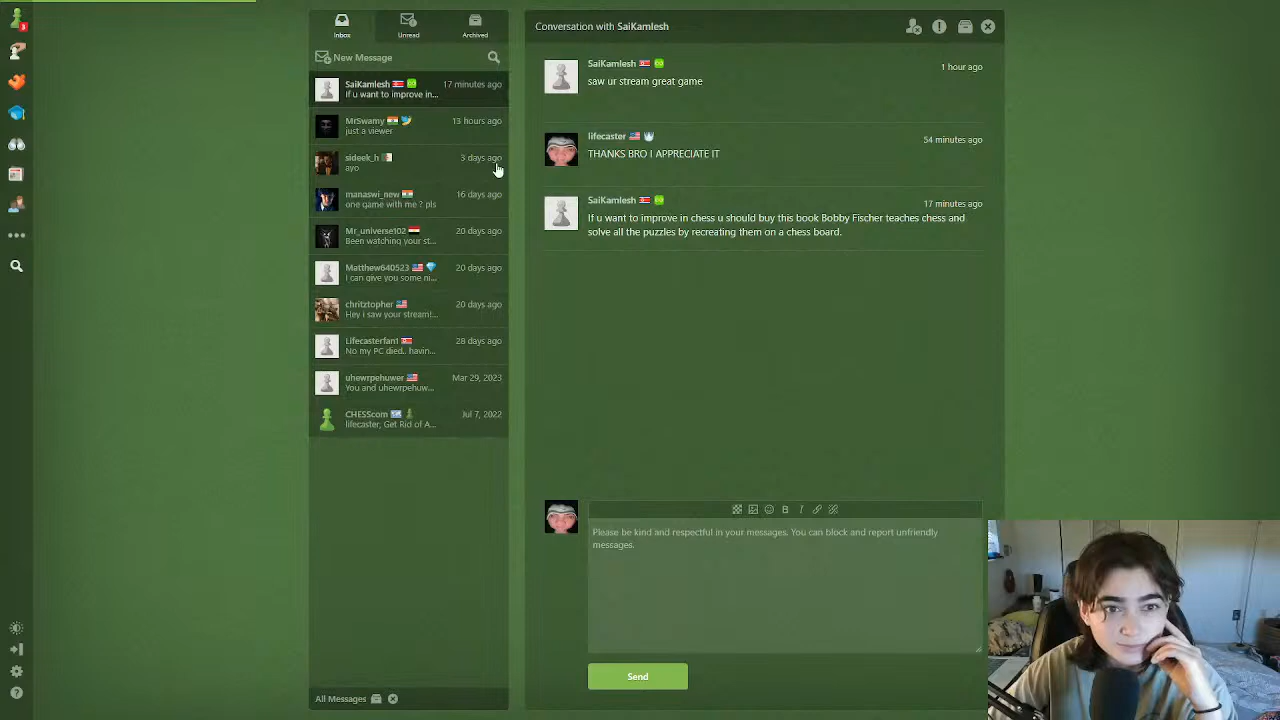 3
Inbox
Unread
Archived
New Message
SaiKamlesh
17 minutes ago
If u want to improve in...
MrSwamy
13 hours ago
just a viewer
sideek_h
3 days ago
ayo
manaswi_new
16 days ago
one game with me ? pls
Mr_universe102
20 days ago
Been watching your st...
Matthew640523
20 days ago
I can give you some ni...
chritztopher
20 days ago
Hey i saw your stream!...
Lifecasterfan1
28 days ago
No my PC died.. havin...
uhewrpehuwer
Mar 29, 2023
You and uhewrpehuw...
CHESScom
Jul 7, 2022
lifecaster, Get Rid of A...
All Messages
Conversation with SaiKamlesh
SaiKamlesh
1 hour ago
saw ur stream great game
lifecaster
54 minutes ago
THANKS BRO I APPRECIATE IT
SaiKamlesh
17 minutes ago
If u want to improve in chess u should buy this book Bobby Fischer teaches chess and
solve all the puzzles by recreating them on a chess board.
B I
Please be kind and respectful in your messages. You can block and report unfriendly
messages.
Send